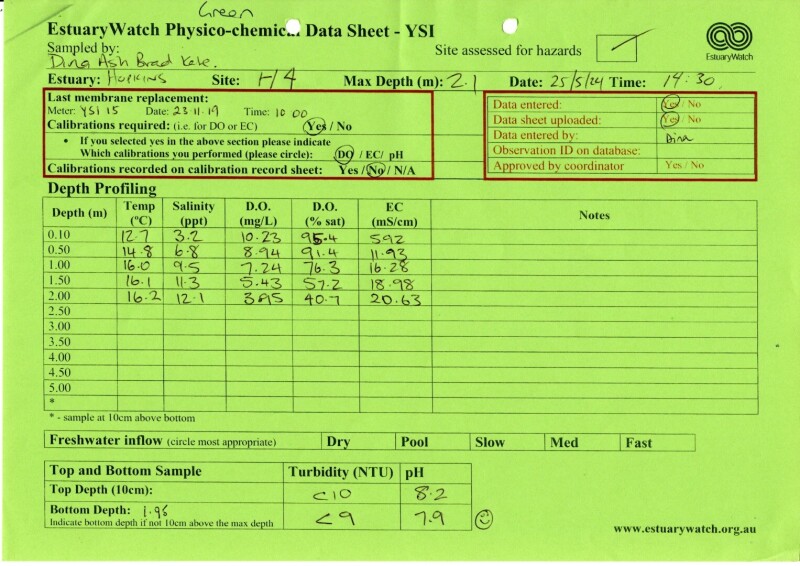 Green
EstuaryWatch Physico-chemical Data Sheet - YSI
Sampled by:
Dina Ash Brad Kate.
Site assessed for hazards
EstuaryWatch
Estuary: HOPKINS Site: H4 Max Depth (m): 2.1 Date: 25/5/24 Time: 14:30
Last membrane replacement:
Meter: YSI 15 Date: 23 11.19 Time: 10 00
Calibrations required: (i.e. for DO or EC) Yes / No
• If you selected yes in the above section please indicate
Which calibrations you performed (please circle): DO / EC/ pH
Calibrations recorded on calibration record sheet: Yes / No / N/A
Data entered: Yes / No
Data sheet uploaded: Yes / No
Data entered by: Dina
Observation ID on database:
Approved by coordinator Yes / No
Depth Profiling
Depth (m) Temp (ºC) Salinity (ppt) D.O. (mg/L) D.O. (% sat) EC (mS/cm) Notes
0.10 12.7 3.2 10.23 95.4 592
0.50 14.8 6.8 8.94 91.4 11.93
1.00 16.0 9.5 7.24 76.3 16.28
1.50 16.1 11.3 5.43 57.2 18.98
2.00 16.2 12.1 40.7 20.63
2.50
3.00
3.50
4.00
4.50
5.00
*
* - sample at 10cm above bottom
Freshwater inflow (circle most appropriate) Dry Pool Slow Med Fast
Top and Bottom Sample Turbidity (NTU) pH
Top Depth (10cm): <10 8.2
Bottom Depth: 1.96 <9 7.9
Indicate bottom depth if not 10cm above the max depth
www.estuarywatch.org.au